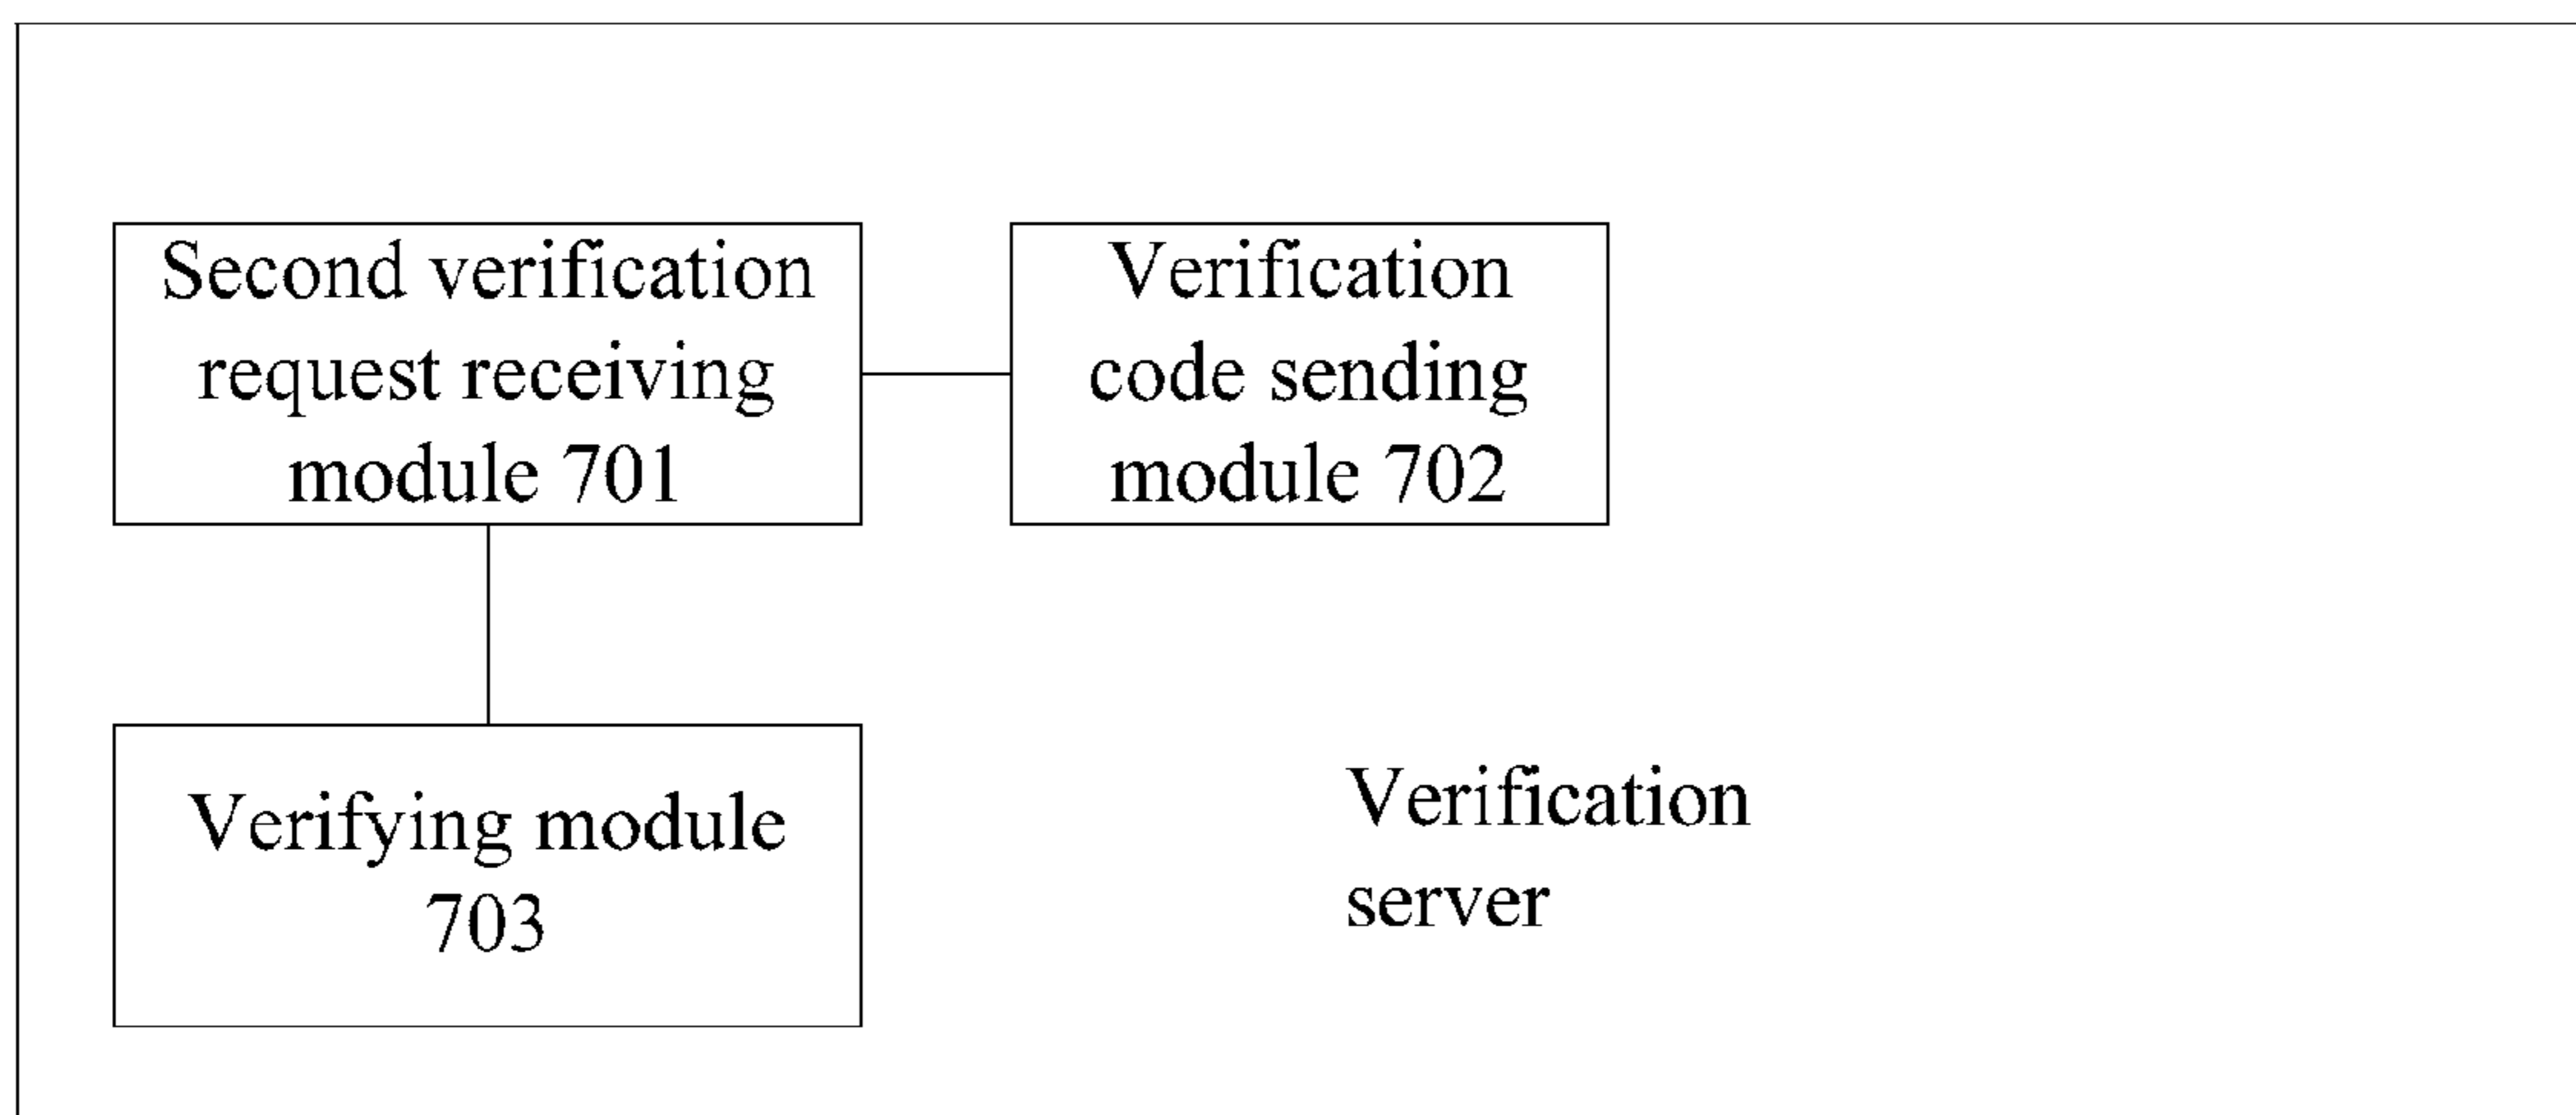 Second verification
request receiving
module 701
Verification
code sending
module 702
Verifying module
703
Verification
server